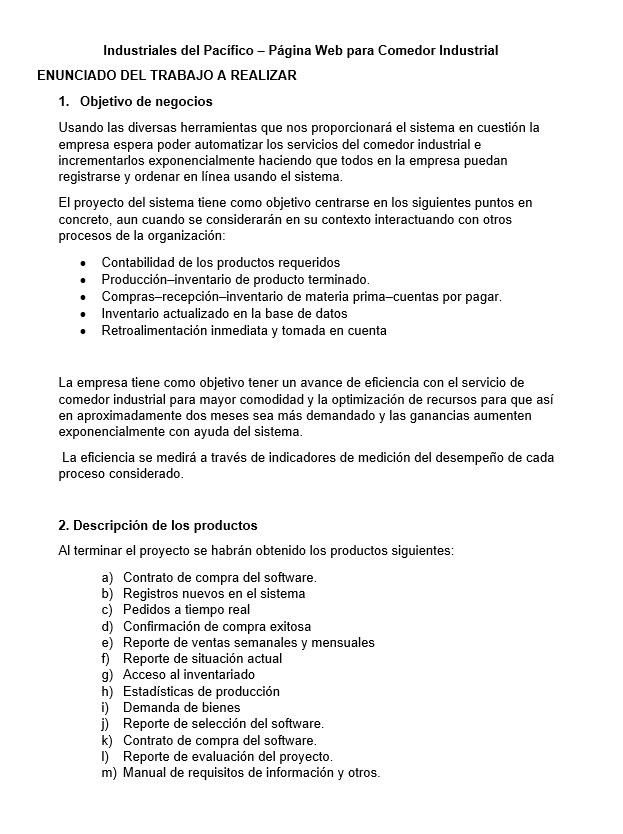 Industriales del Pacífico – Página Web para Comedor Industrial
ENUNCIADO DEL TRABAJO A REALIZAR
1. Objetivo de negocios
Usando las diversas herramientas que nos proporcionará el sistema en cuestión la
empresa espera poder automatizar los servicios del comedor industrial e
incrementarlos exponencialmente haciendo que todos en la empresa puedan
registrarse y ordenar en línea usando el sistema.
El proyecto del sistema tiene como objetivo centrarse en los siguientes puntos en
concreto, aun cuando se considerarán en su contexto interactuando con otros
procesos de la organización:
• Contabilidad de los productos requeridos
• Producción–inventario de producto terminado.
• Compras–recepción–inventario de materia prima–cuentas por pagar.
• Inventario actualizado en la base de datos
• Retroalimentación inmediata y tomada en cuenta
La empresa tiene como objetivo tener un avance de eficiencia con el servicio de
comedor industrial para mayor comodidad y la optimización de recursos para que así
en aproximadamente dos meses sea más demandado y las ganancias aumenten
exponencialmente con ayuda del sistema.
La eficiencia se medirá a través de indicadores de medición del desempeño de cada
proceso considerado.
2. Descripción de los productos
Al terminar el proyecto se habrán obtenido los productos siguientes:
a) Contrato de compra del software.
b) Registros nuevos en el sistema
c) Pedidos a tiempo real
d) Confirmación de compra exitosa
e) Reporte de ventas semanales y mensuales
f) Reporte de situación actual
g) Acceso al inventariado
h) Estadísticas de producción
i) Demanda de bienes
j) Reporte de selección del software.
k) Contrato de compra del software.
l) Reporte de evaluación del proyecto.
m) Manual de requisitos de información y otros.